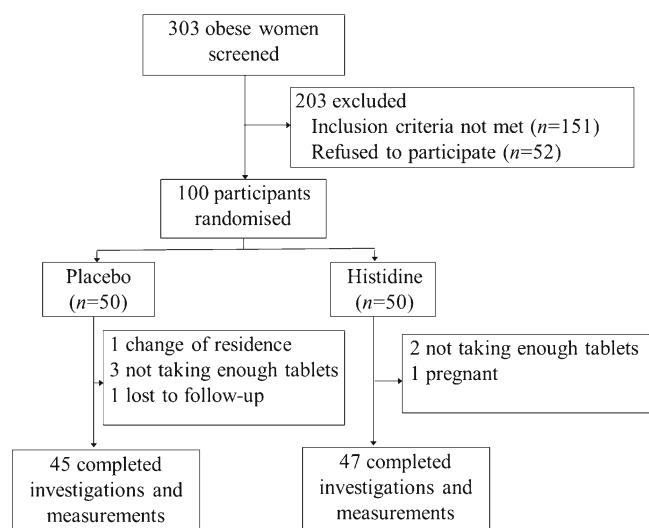 303 obese women
screened
203 excluded
Inclusion criteria not met (n=151)
Refused to participate (n=52)
100 participants
randomised
Placebo
(n=50)
Histidine
(n=50)
1 change of residence
3 not taking enough tablets
1 lost to follow-up
2 not taking enough tablets
1 pregnant
45 completed
investigations and
measurements
47 completed
investigations and
measurements